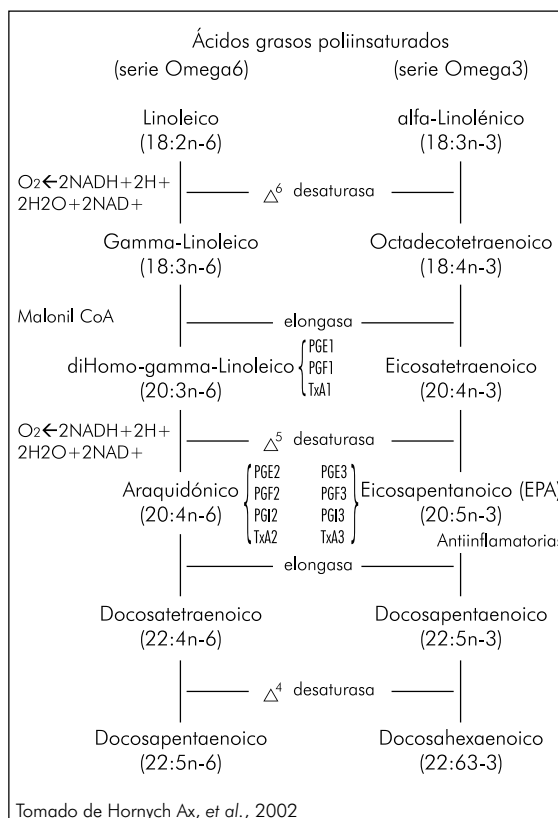 Ácidos grasos poliinsaturados
(serie Omega6) (serie Omega3)
Linoleico alfa-Linolénico
(18:2n-6) (18:3n-3)
O2←2NADH+2H+
2H2O+2NAD+
△6 desaturasa
Gamma-Linoleico Octadecotetraenoico
(18:3n-6) (18:4n-3)
Malonil CoA elongasa
PGE1
PGF1
TxA1
diHomo-gamma-Linoleico Eicosatetraenoico
(20:3n-6) (20:4n-3)
O2←2NADH+2H+
2H2O+2NAD+
△5 desaturasa
PGE2 PGE3
PGF2 PGF3
PGI2 PGI3
TxA2 TxA3
Araquidónico Eicosapentanoico (EPA)
(20:4n-6) (20:5n-3)
Antiinflamatorias
elongasa
Docosatetraenoico Docosapentaenoico
(22:4n-6) (22:5n-3)
△4 desaturasa
Docosapentaenoico Docosahexaenoico
(22:5n-6) (22:63-3)
Tomado de Hornych Ax, et al., 2002